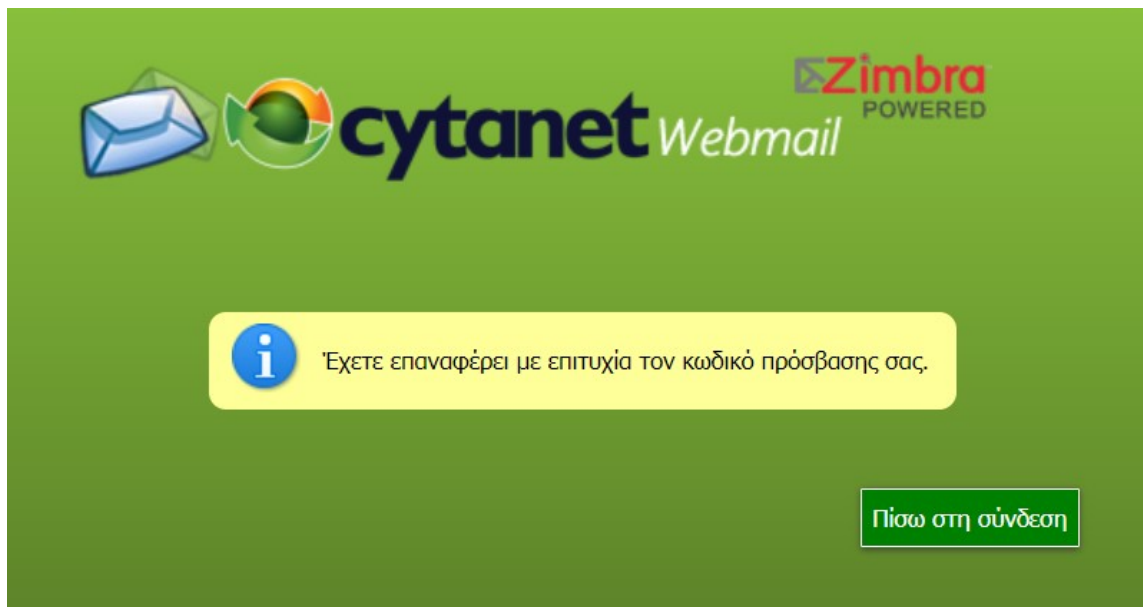 Zimbra
POWERED
cytanet Webmail
Έχετε επαναφέρει με επιτυχία τον κωδικό πρόσβασης σας.
Πίσω στη σύνδεση